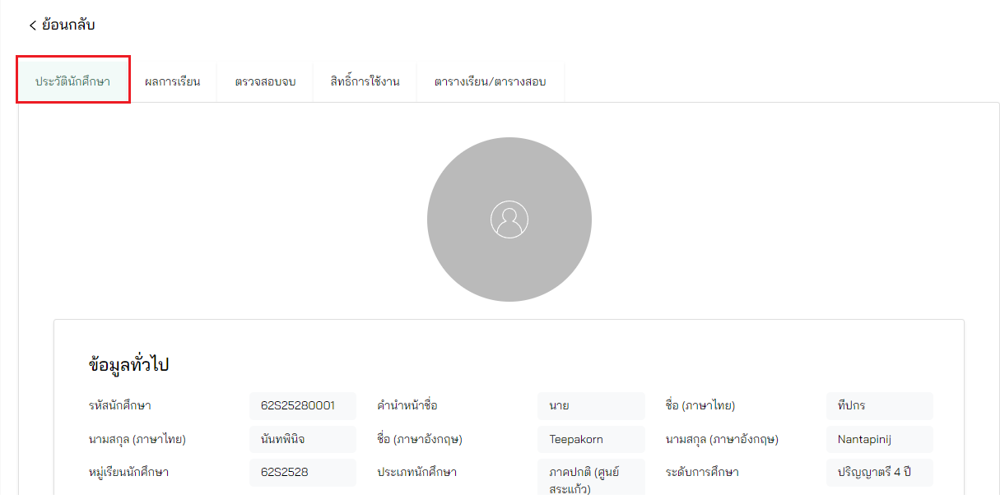 < ย้อนกลับ
ประวัตินักศึกษา ผลการเรียน ตรวจสอบจบ สิทธิ์การใช้งาน ตารางเรียน/ตารางสอบ
ข้อมูลทั่วไป
รหัสนักศึกษา 62S25280001 คำนำหน้าชื่อ นาย ชื่อ (ภาษาไทย) ทีปกร
นามสกุล (ภาษาไทย) นันทพินิจ ชื่อ (ภาษาอังกฤษ) Teepakorn นามสกุล (ภาษาอังกฤษ) Nantapinij
หมู่เรียนนักศึกษา 62S2528 ประเภทนักศึกษา ภาคปกติ (ศูนย์ ระดับการศึกษา ปริญญาตรี 4 ปี
สระแก้ว)